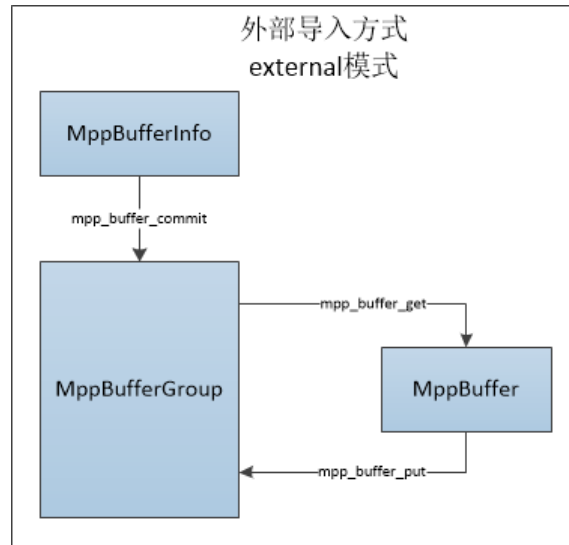 外部导入方式
external模式
MppBufferInfo
mpp_buffer_commit
mpp_buffer_get
MppBufferGroup
MppBuffer
mpp_buffer_put